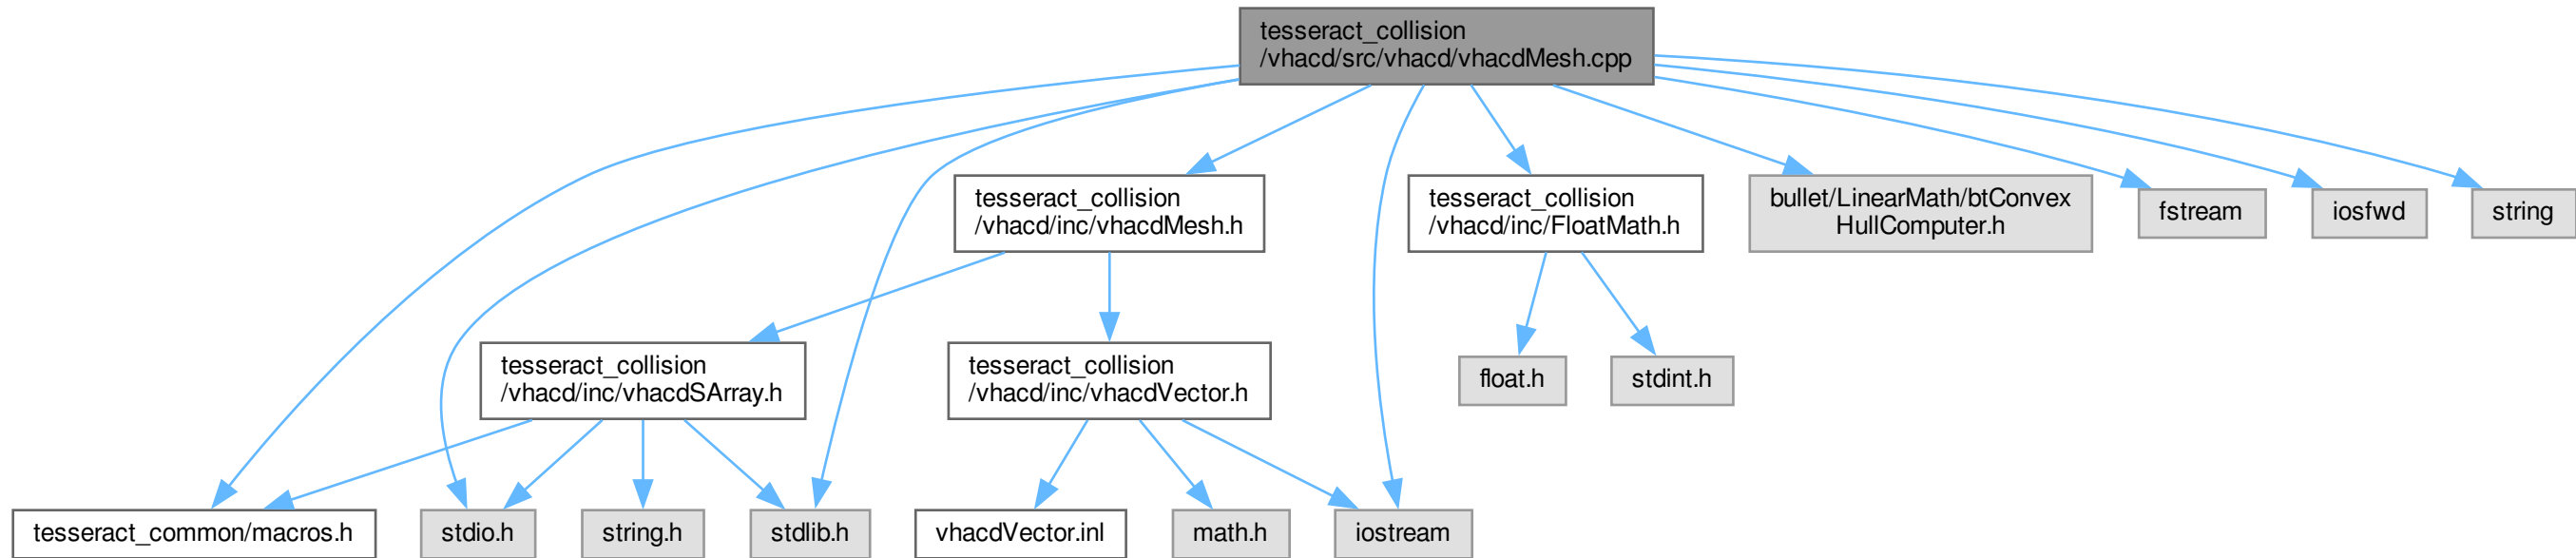 tesseract_collision
/vhacd/src/vhacd/vhacdMesh.cpp
tesseract_collision
/vhacd/inc/vhacdMesh.h
tesseract_collision
/vhacd/inc/FloatMath.h
bullet/LinearMath/btConvex
HullComputer.h
fstream
iosfwd
string
tesseract_collision
/vhacd/inc/vhacdSArray.h
tesseract_collision
/vhacd/inc/vhacdVector.h
float.h
stdint.h
tesseract_common/macros.h
stdio.h
string.h
stdlib.h
vhacdVector.inl
math.h
iostream